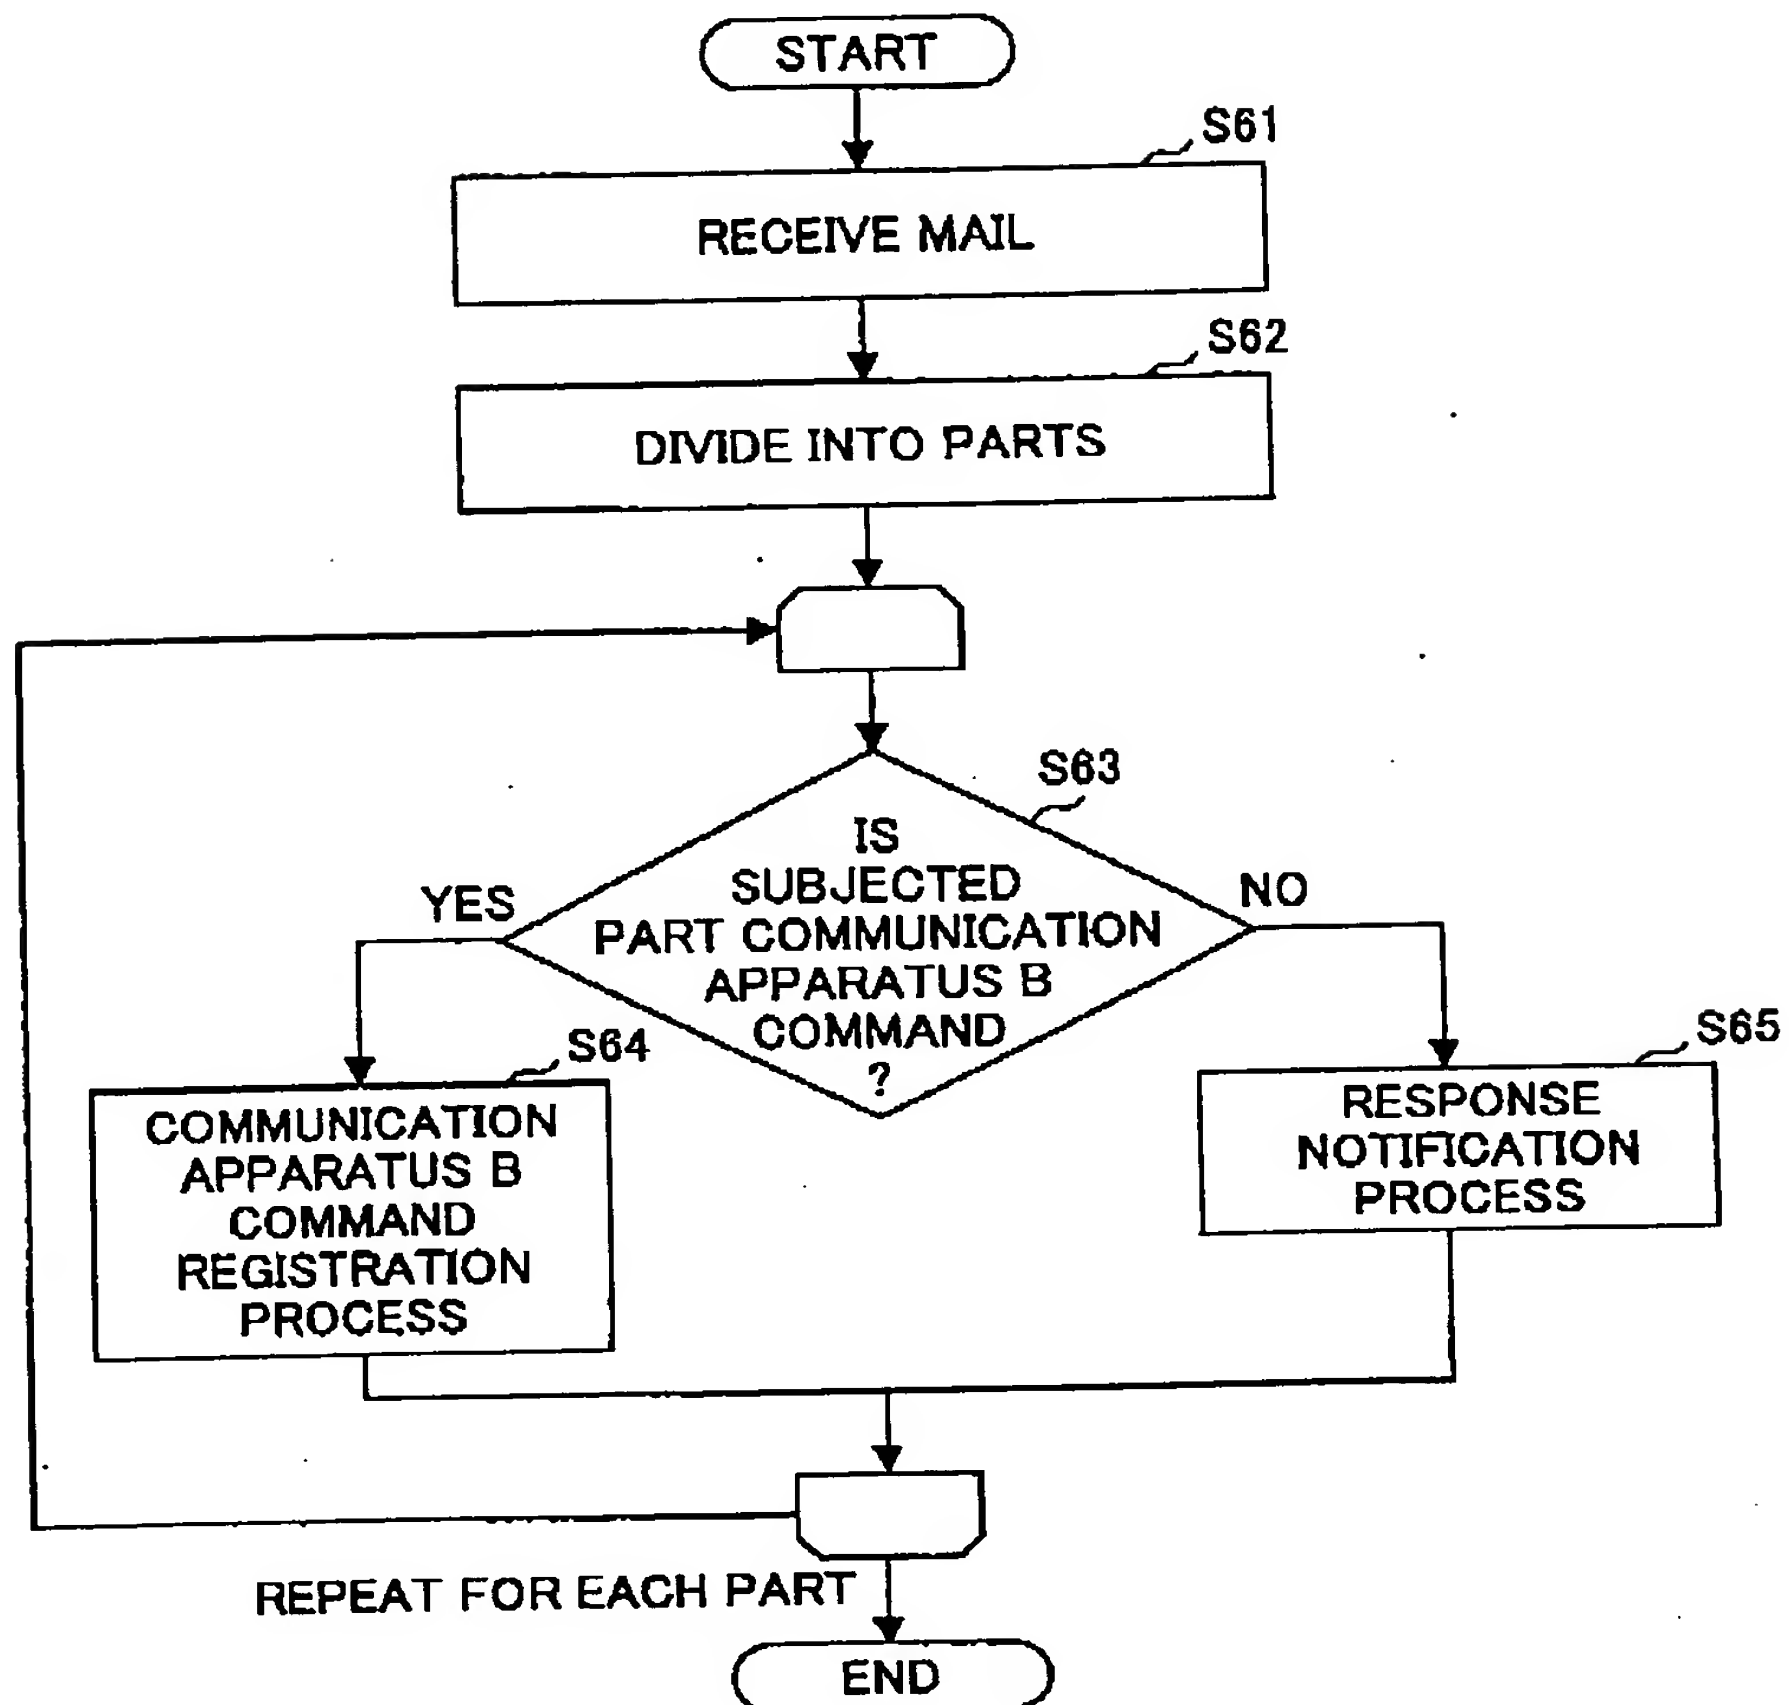 START
S61
RECEIVE MAIL
S62
DIVIDE INTO PARTS
S63
IS
SUBJECTED
PART COMMUNICATION
APPARATUS B
COMMAND
?
YES
NO
S64
COMMUNICATION
APPARATUS B
COMMAND
REGISTRATION
PROCESS
S65
RESPONSE
NOTIFICATION
PROCESS
REPEAT FOR EACH PART
END